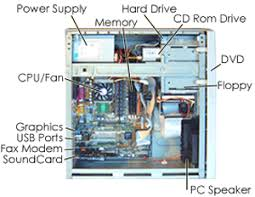 Power Supply
Hard Drive
Memory
CD Rom Drive
DVD
CPU/Fan
Floppy
Graphics
USB Ports
Fax Modem
SoundCard
PC Speaker